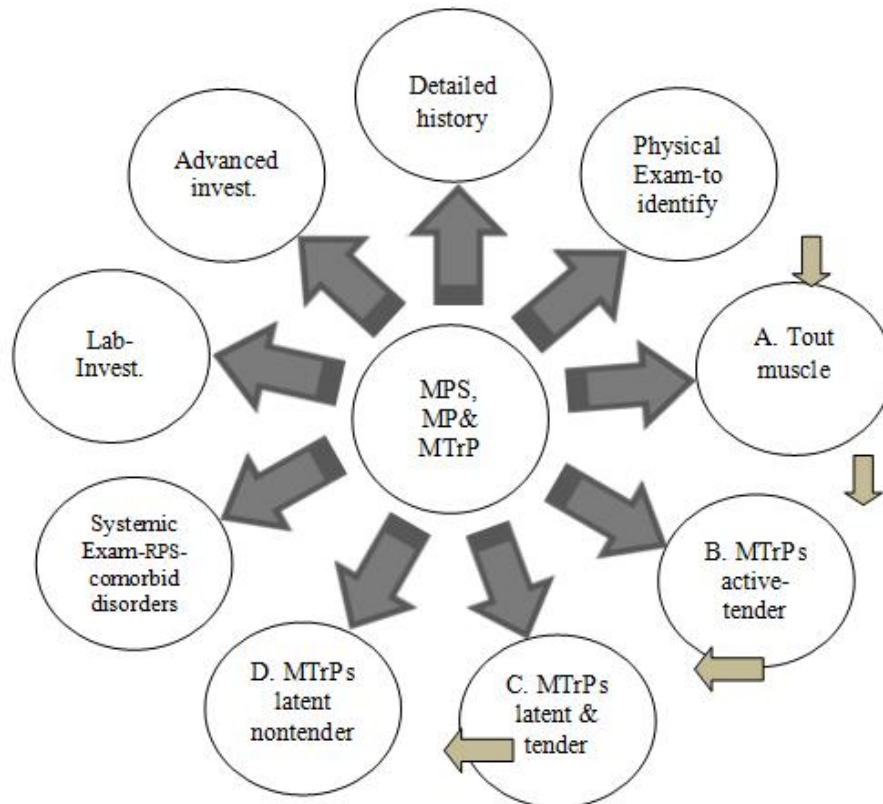 Detailed
history
Physical
Exam-to
identify
A. Tout
muscle
B. MTrPs
active-
tender
C. MTrPs
latent &
tender
D. MTrPs
latent
nontender
Systemic
Exam-RPS-
comorbid
disorders
Lab-
Invest.
Advanced
invest.
MPS,
MP&
MTrP